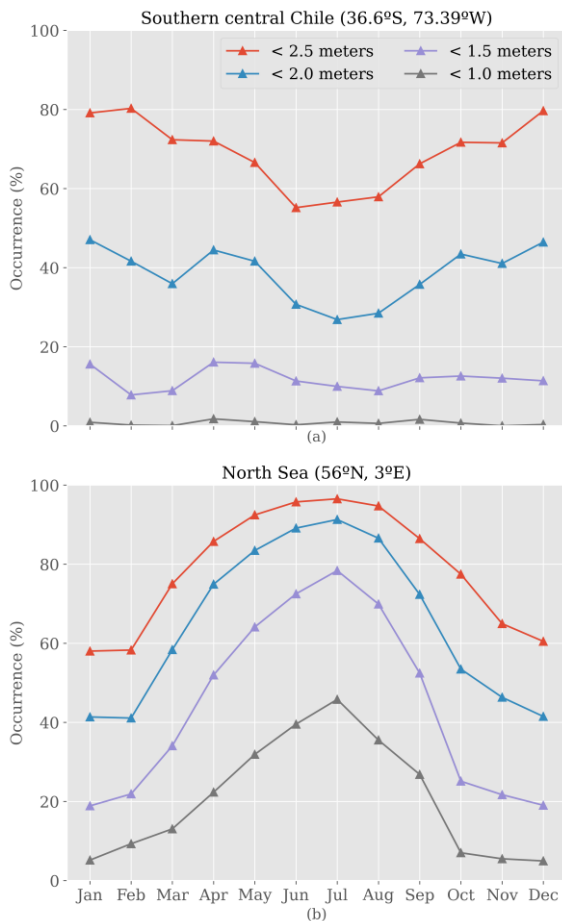 Southern central Chile (36.6ºS, 73.39ºW)
100
80
60
40
20
0
Occurrence (%)
< 2.5 meters
< 2.0 meters
< 1.5 meters
< 1.0 meters
(a)
North Sea (56ºN, 3ºE)
100
80
60
40
20
0
Occurrence (%)
Jan Feb Mar Apr May Jun Jul Aug Sep Oct Nov Dec
(b)